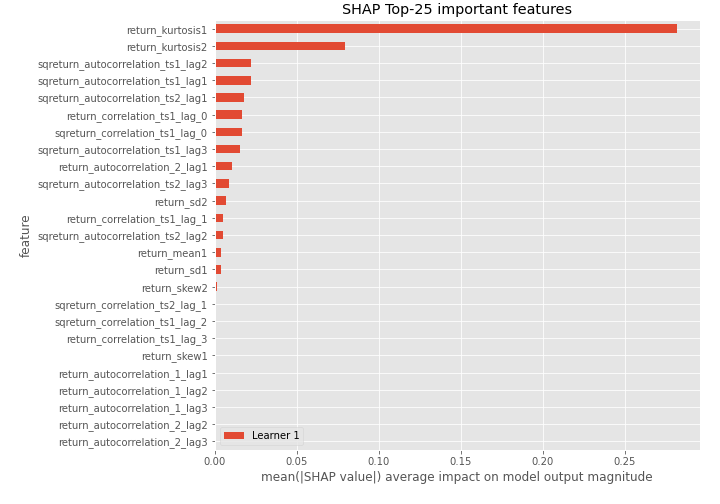 SHAP Top-25 important features
return_kurtosis1
return_kurtosis2
sqreturn_autocorrelation_ts1_lag2
sqreturn_autocorrelation_ts1_lag1
sqreturn_autocorrelation_ts2_lag1
return_correlation_ts1_lag_0
sqreturn_correlation_ts1_lag_0
sqreturn_autocorrelation_ts1_lag3
return_autocorrelation_2_lag1
sqreturn_autocorrelation_ts2_lag3
return_sd2
return_correlation_ts1_lag_1
sqreturn_autocorrelation_ts2_lag2
return_mean1
return_sd1
return_skew2
sqreturn_correlation_ts2_lag_1
sqreturn_correlation_ts1_lag_2
return_correlation_ts1_lag_3
return_skew1
return_autocorrelation_1_lag1
return_autocorrelation_1_lag2
return_autocorrelation_1_lag3
return_autocorrelation_2_lag2
return_autocorrelation_2_lag3
feature
Learner 1
0.00 0.05 0.10 0.15 0.20 0.25
mean(|SHAP value|) average impact on model output magnitude